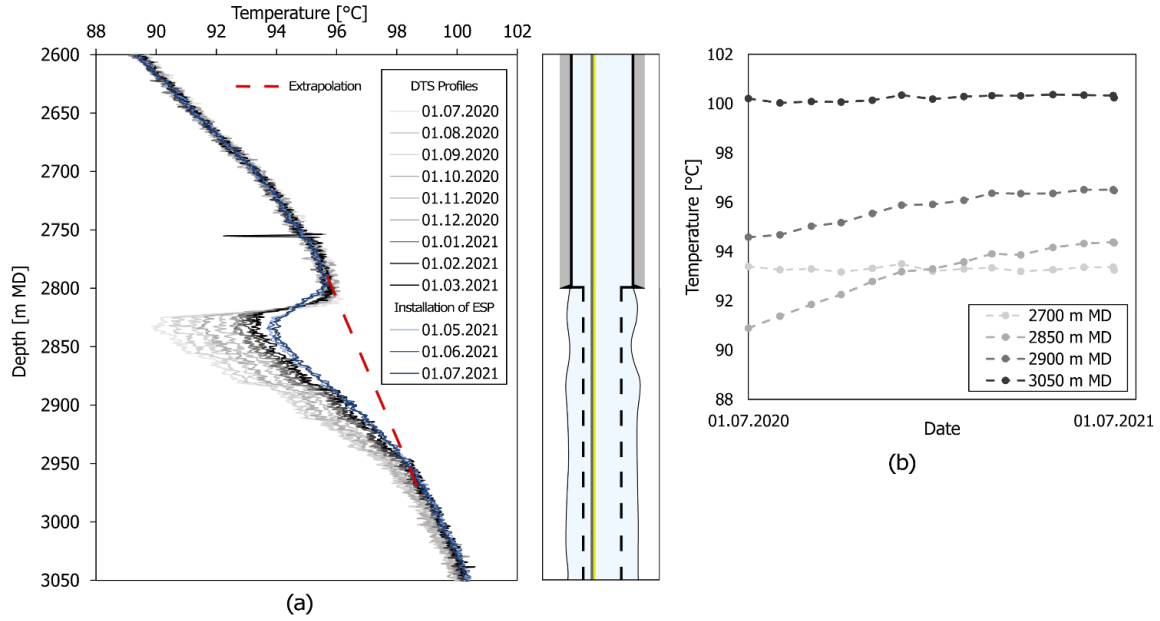 Temperature [°C]
88 90 92 94 96 98 100 102
Depth [m MD]
2600
2650
2700
2750
2800
2850
2900
2950
3000
3050
Extrapolation
DTS Profiles
01.07.2020
01.08.2020
01.09.2020
01.10.2020
01.11.2020
01.12.2020
01.01.2021
01.02.2021
01.03.2021
Installation of ESP
01.05.2021
01.06.2021
01.07.2021
(a)
Temperature [°C]
102
100
98
96
94
92
90
88
2700 m MD
2850 m MD
2900 m MD
3050 m MD
01.07.2020 01.07.2021
Date
(b)